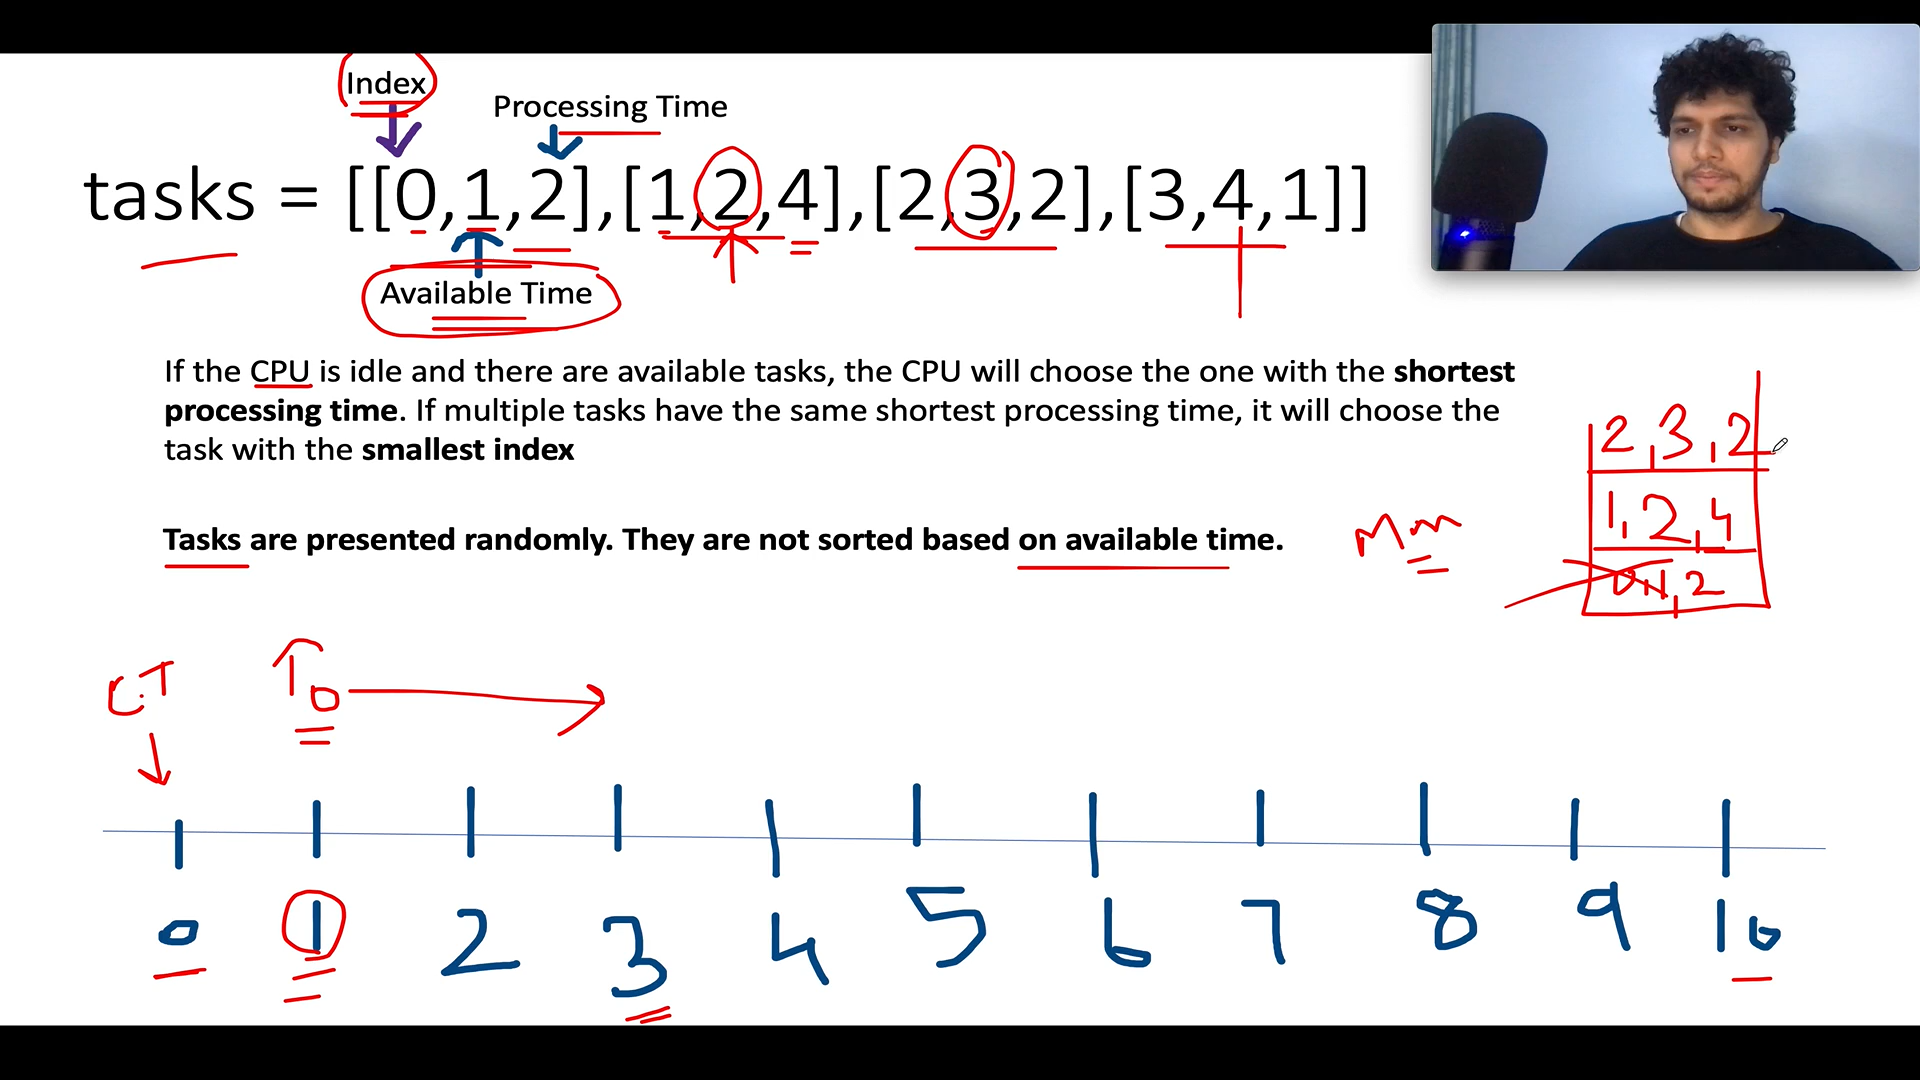 Index
Processing Time
tasks = [[0,1,2],[1,2,4],[2,3,2],[3,4,1]]
Available Time
If the CPU is idle and there are available tasks, the CPU will choose the one with the shortest
processing time. If multiple tasks have the same shortest processing time, it will choose the
task with the smallest index
2,3,2
1,2,4
0,1,2
Tasks are presented randomly. They are not sorted based on available time.
C.T
T0
0 1 2 3 4 5 6 7 8 9 10